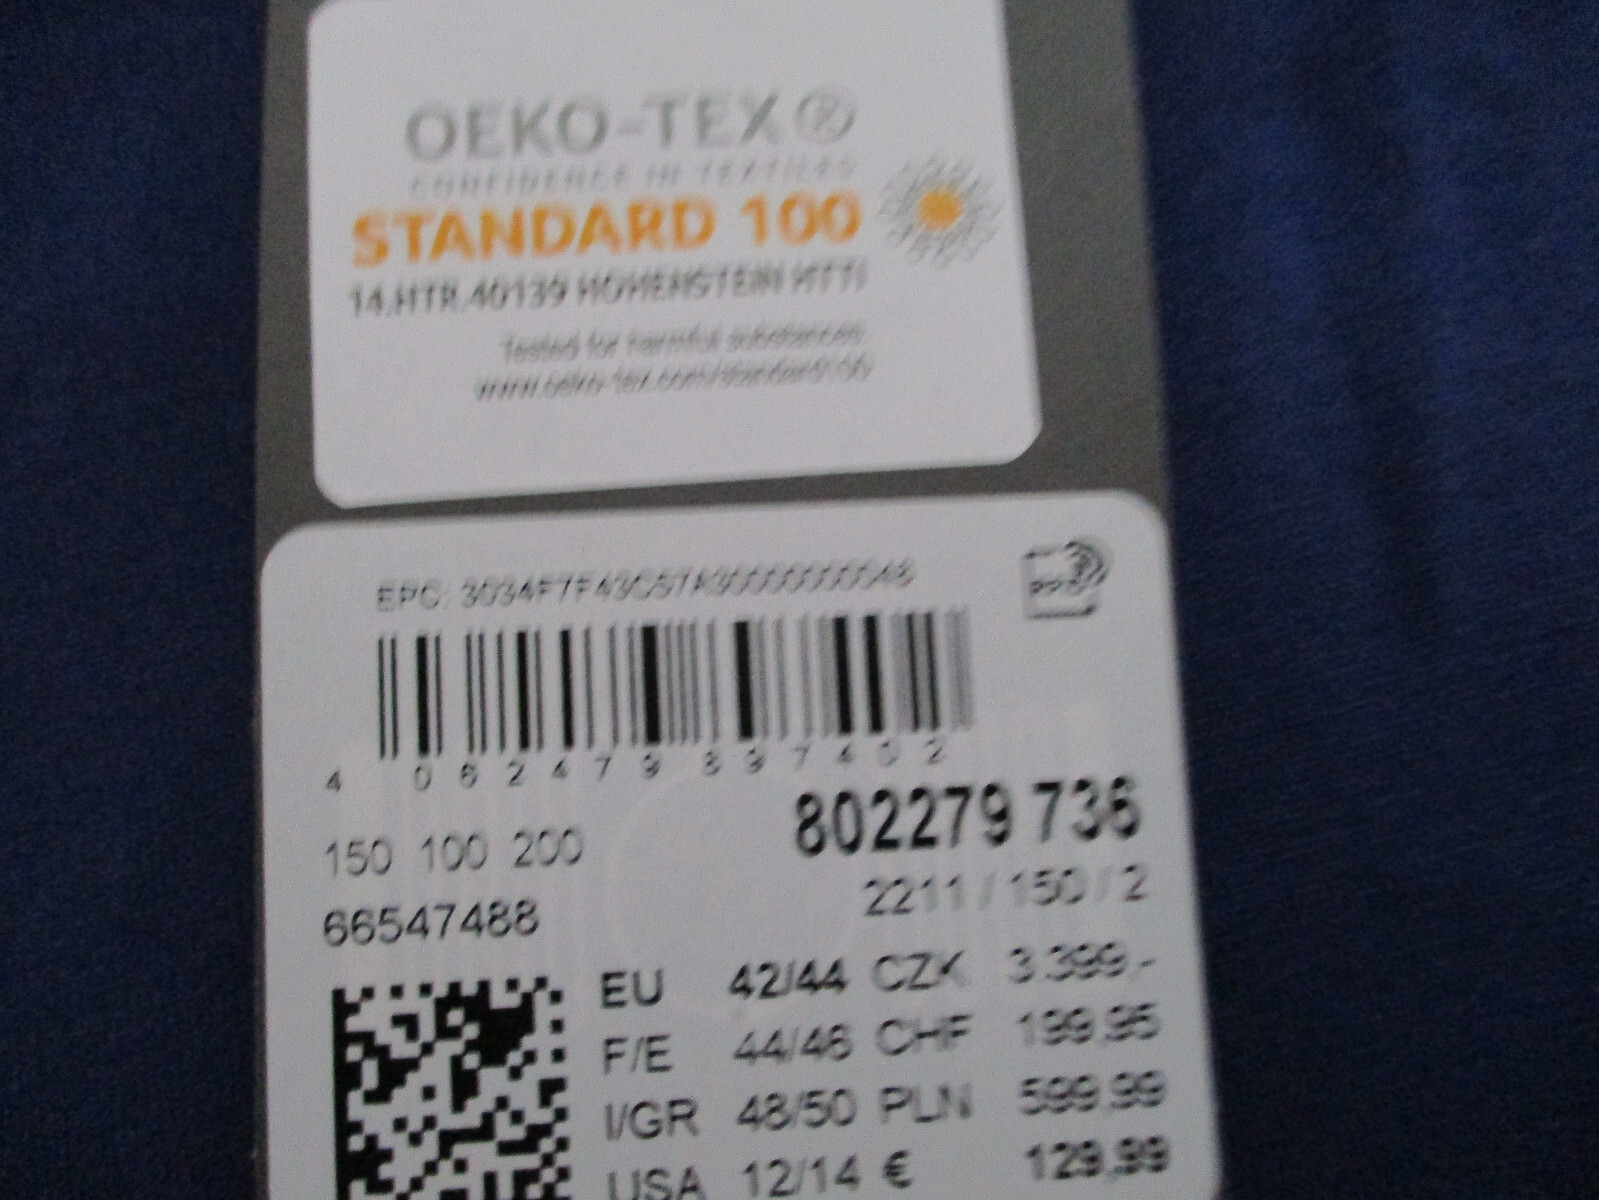 OEKO-TEX®
CONFIDENCE IN TEXTILES
STANDARD 100
14.HTR.40139 HOHENSTEIN HTTI
Tested for harmful substances.
www.oeko-tex.com/standard100
EPC:
4 062479 897402
802279 736
150 100 200
2211 / 150 / 2
66547488
EU 42/44 CZK 3.399,-
F/E 44/46 CHF 199,95
I/GR 48/50 PLN 599,99
USA 12/14 € 129,99